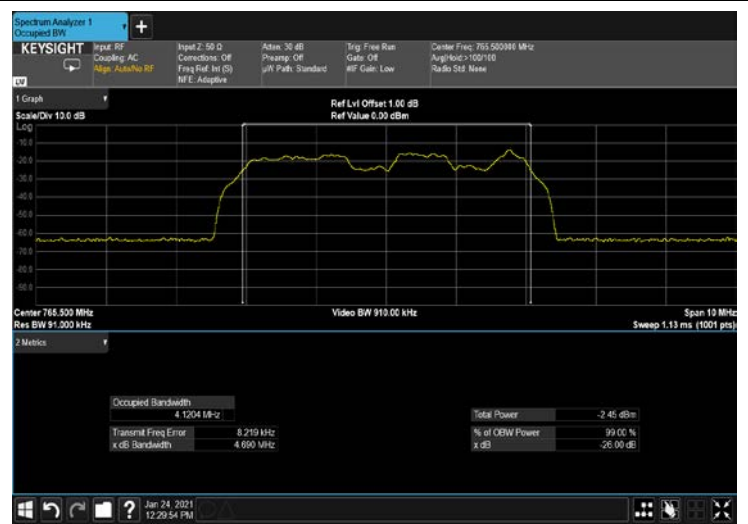 Spectrum Analyzer 1
Occupied BW
+
KEYSIGHT
Input: RF
Coupling: AC
Align: Auto/No RF
Input Z: 50 Ω
Corrections: Off
Freq Ref: Int (S)
NFE: Adaptive
Atten: 30 dB
Preamp: Off
µW Path: Standard
Trig: Free Run
Gate: Off
#IF Gain: Low
Center Freq: 765.500000 MHz
Avg|Hold:>100/100
Radio Std: None
1 Graph
Scale/Div 10.0 dB
Ref Lvl Offset 1.00 dB
Ref Value 0.00 dBm
Log
-10.0
-20.0
-30.0
-40.0
-50.0
-60.0
-70.0
-80.0
-90.0
Center 765.500 MHz
Res BW 91.000 kHz
Video BW 910.00 kHz
Span 10 MHz
Sweep 1.13 ms (1001 pts)
2 Metrics
Occupied Bandwidth
4.1204 MHz
Transmit Freq Error 8.219 kHz
x dB Bandwidth 4.690 MHz
Total Power -2.45 dBm
% of OBW Power 99.00 %
x dB -26.00 dB
?
Jan 24, 2021
12:29:54 PM